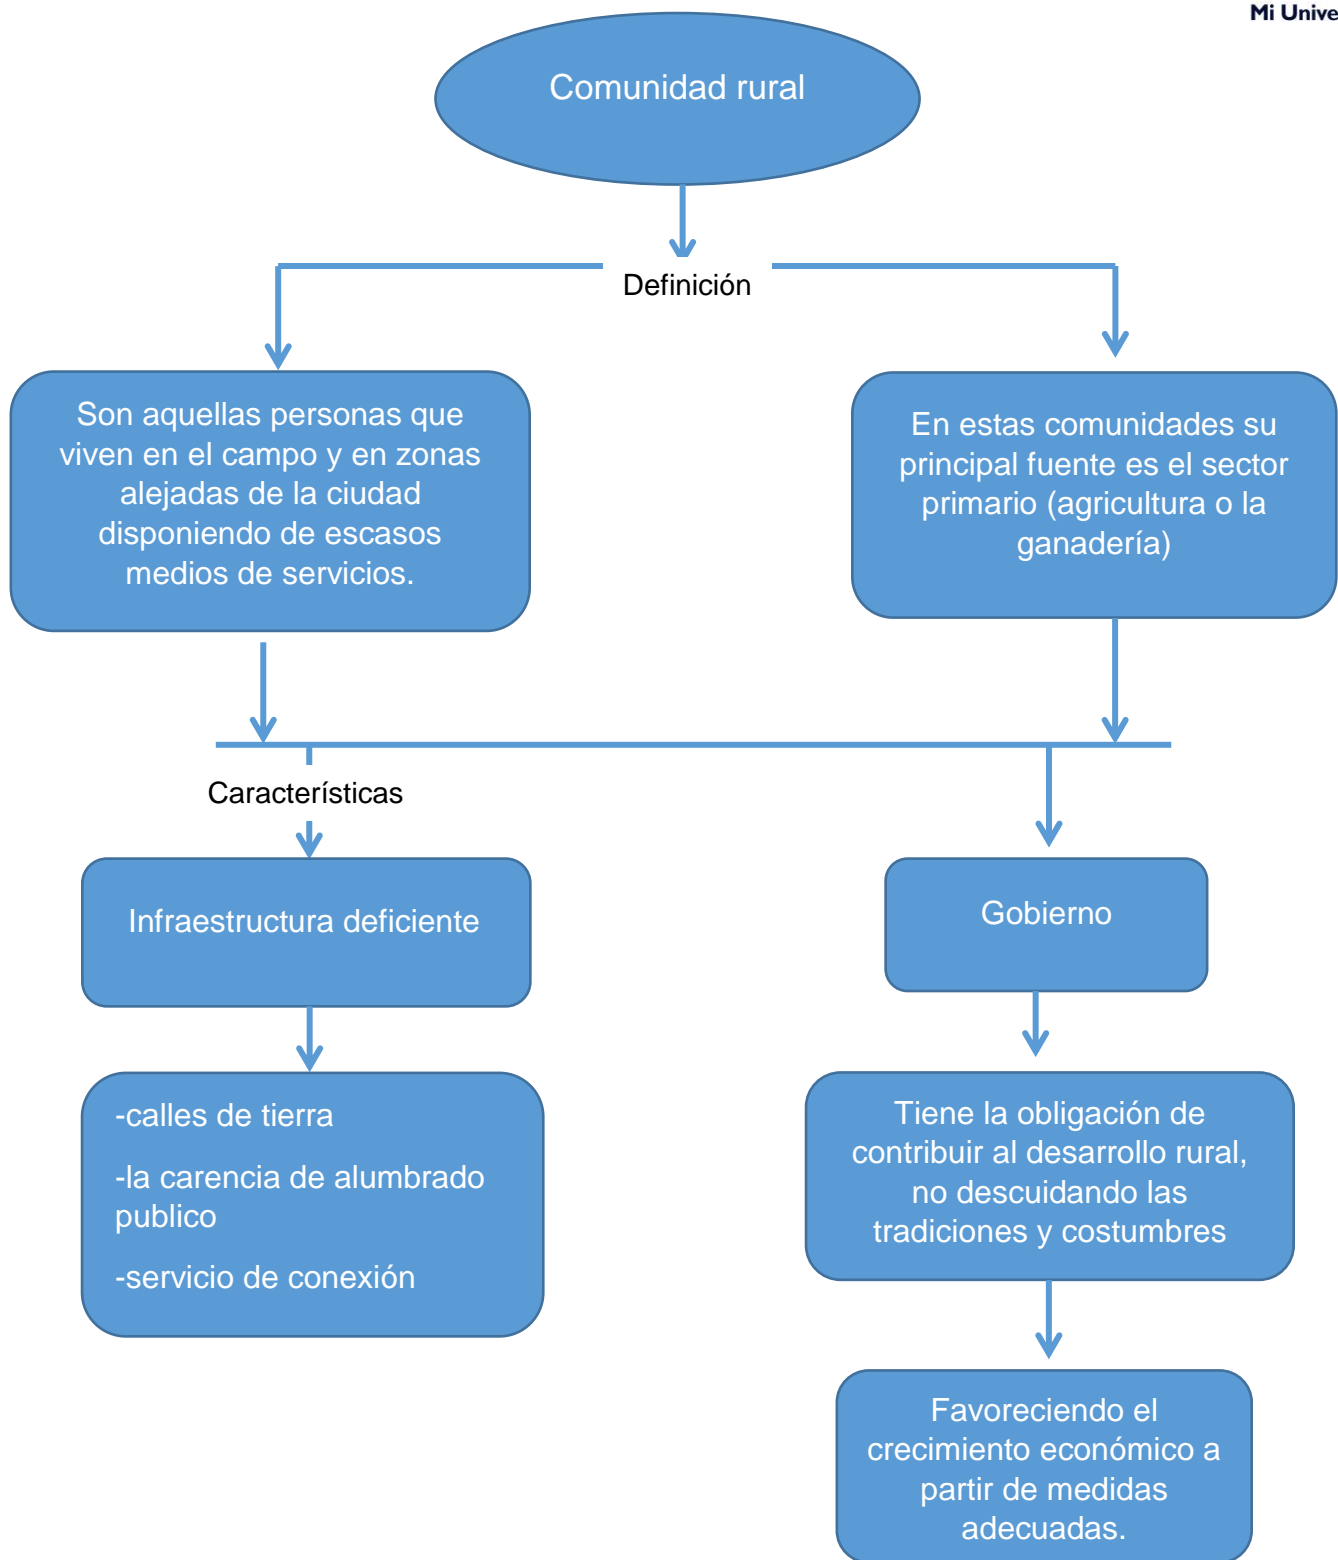 Mi Unive
Comunidad rural
Definición
Son aquellas personas que
viven en el campo y en zonas
alejadas de la ciudad
disponiendo de escasos
medios de servicios.
En estas comunidades su
principal fuente es el sector
primario (agricultura o la
ganadería)
Características
Infraestructura deficiente
Gobierno
-calles de tierra
-la carencia de alumbrado
publico
-servicio de conexión
Tiene la obligación de
contribuir al desarrollo rural,
no descuidando las
tradiciones y costumbres
Favoreciendo el
crecimiento económico a
partir de medidas
adecuadas.